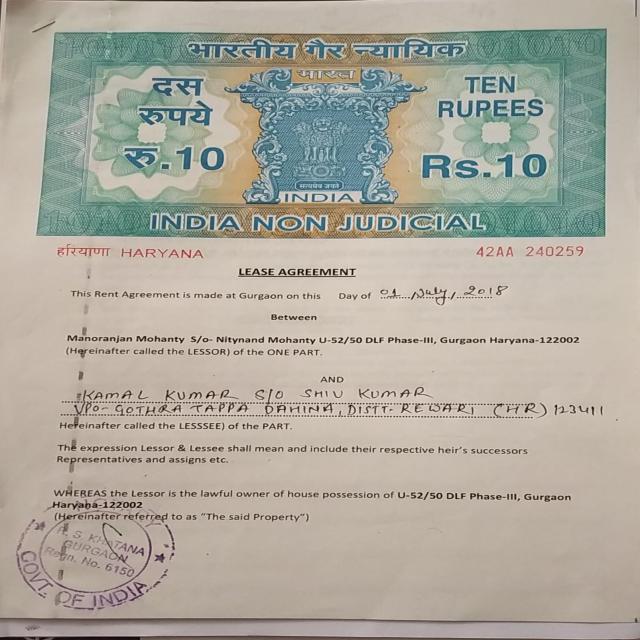 भारतीय गैर न्यायिक
भारत
दस
रुपये
रु.10
TEN
RUPEES
Rs.10
सत्यमेव जयते
INDIA
INDIA NON JUDICIAL
हरियाणा HARYANA
42AA 240259
LEASE AGREEMENT
This Rent Agreement is made at Gurgaon on this Day of 01 July, 2018
Between
Manoranjan Mohanty S/o- Nitynand Mohanty U-52/50 DLF Phase-III, Gurgaon Haryana-122002
(Hereinafter called the LESSOR) of the ONE PART.
AND
KAMAL KUMAR S/O SHIV KUMAR
VPO- GOTHRA TAPPA DAHINA, DISTT- REWARI (HR) 123411
Hereinafter called the LESSSEE) of the PART.
The expression Lessor & Lessee shall mean and include their respective heir's successors
Representatives and assigns etc.
WHEREAS the Lessor is the lawful owner of house possession of U-52/50 DLF Phase-III, Gurgaon
Haryana-122002
(Hereinafter referred to as "The said Property")
R. S. KHATANA
GURGAON
Regn. No. 6150
GOVT. OF INDIA